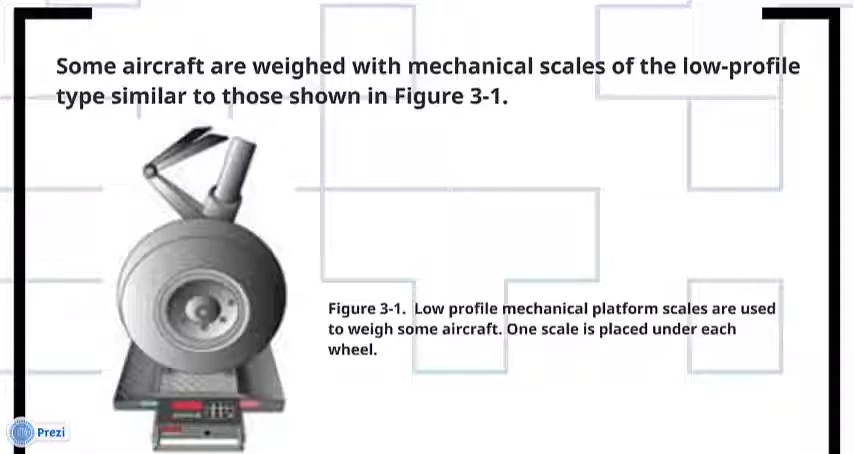 Some aircraft are weighed with mechanical scales of the low-profile
type similar to those shown in Figure 3-1.
Figure 3-1. Low profile mechanical platform scales are used
to weigh some aircraft. One scale is placed under each
wheel.
Prezi